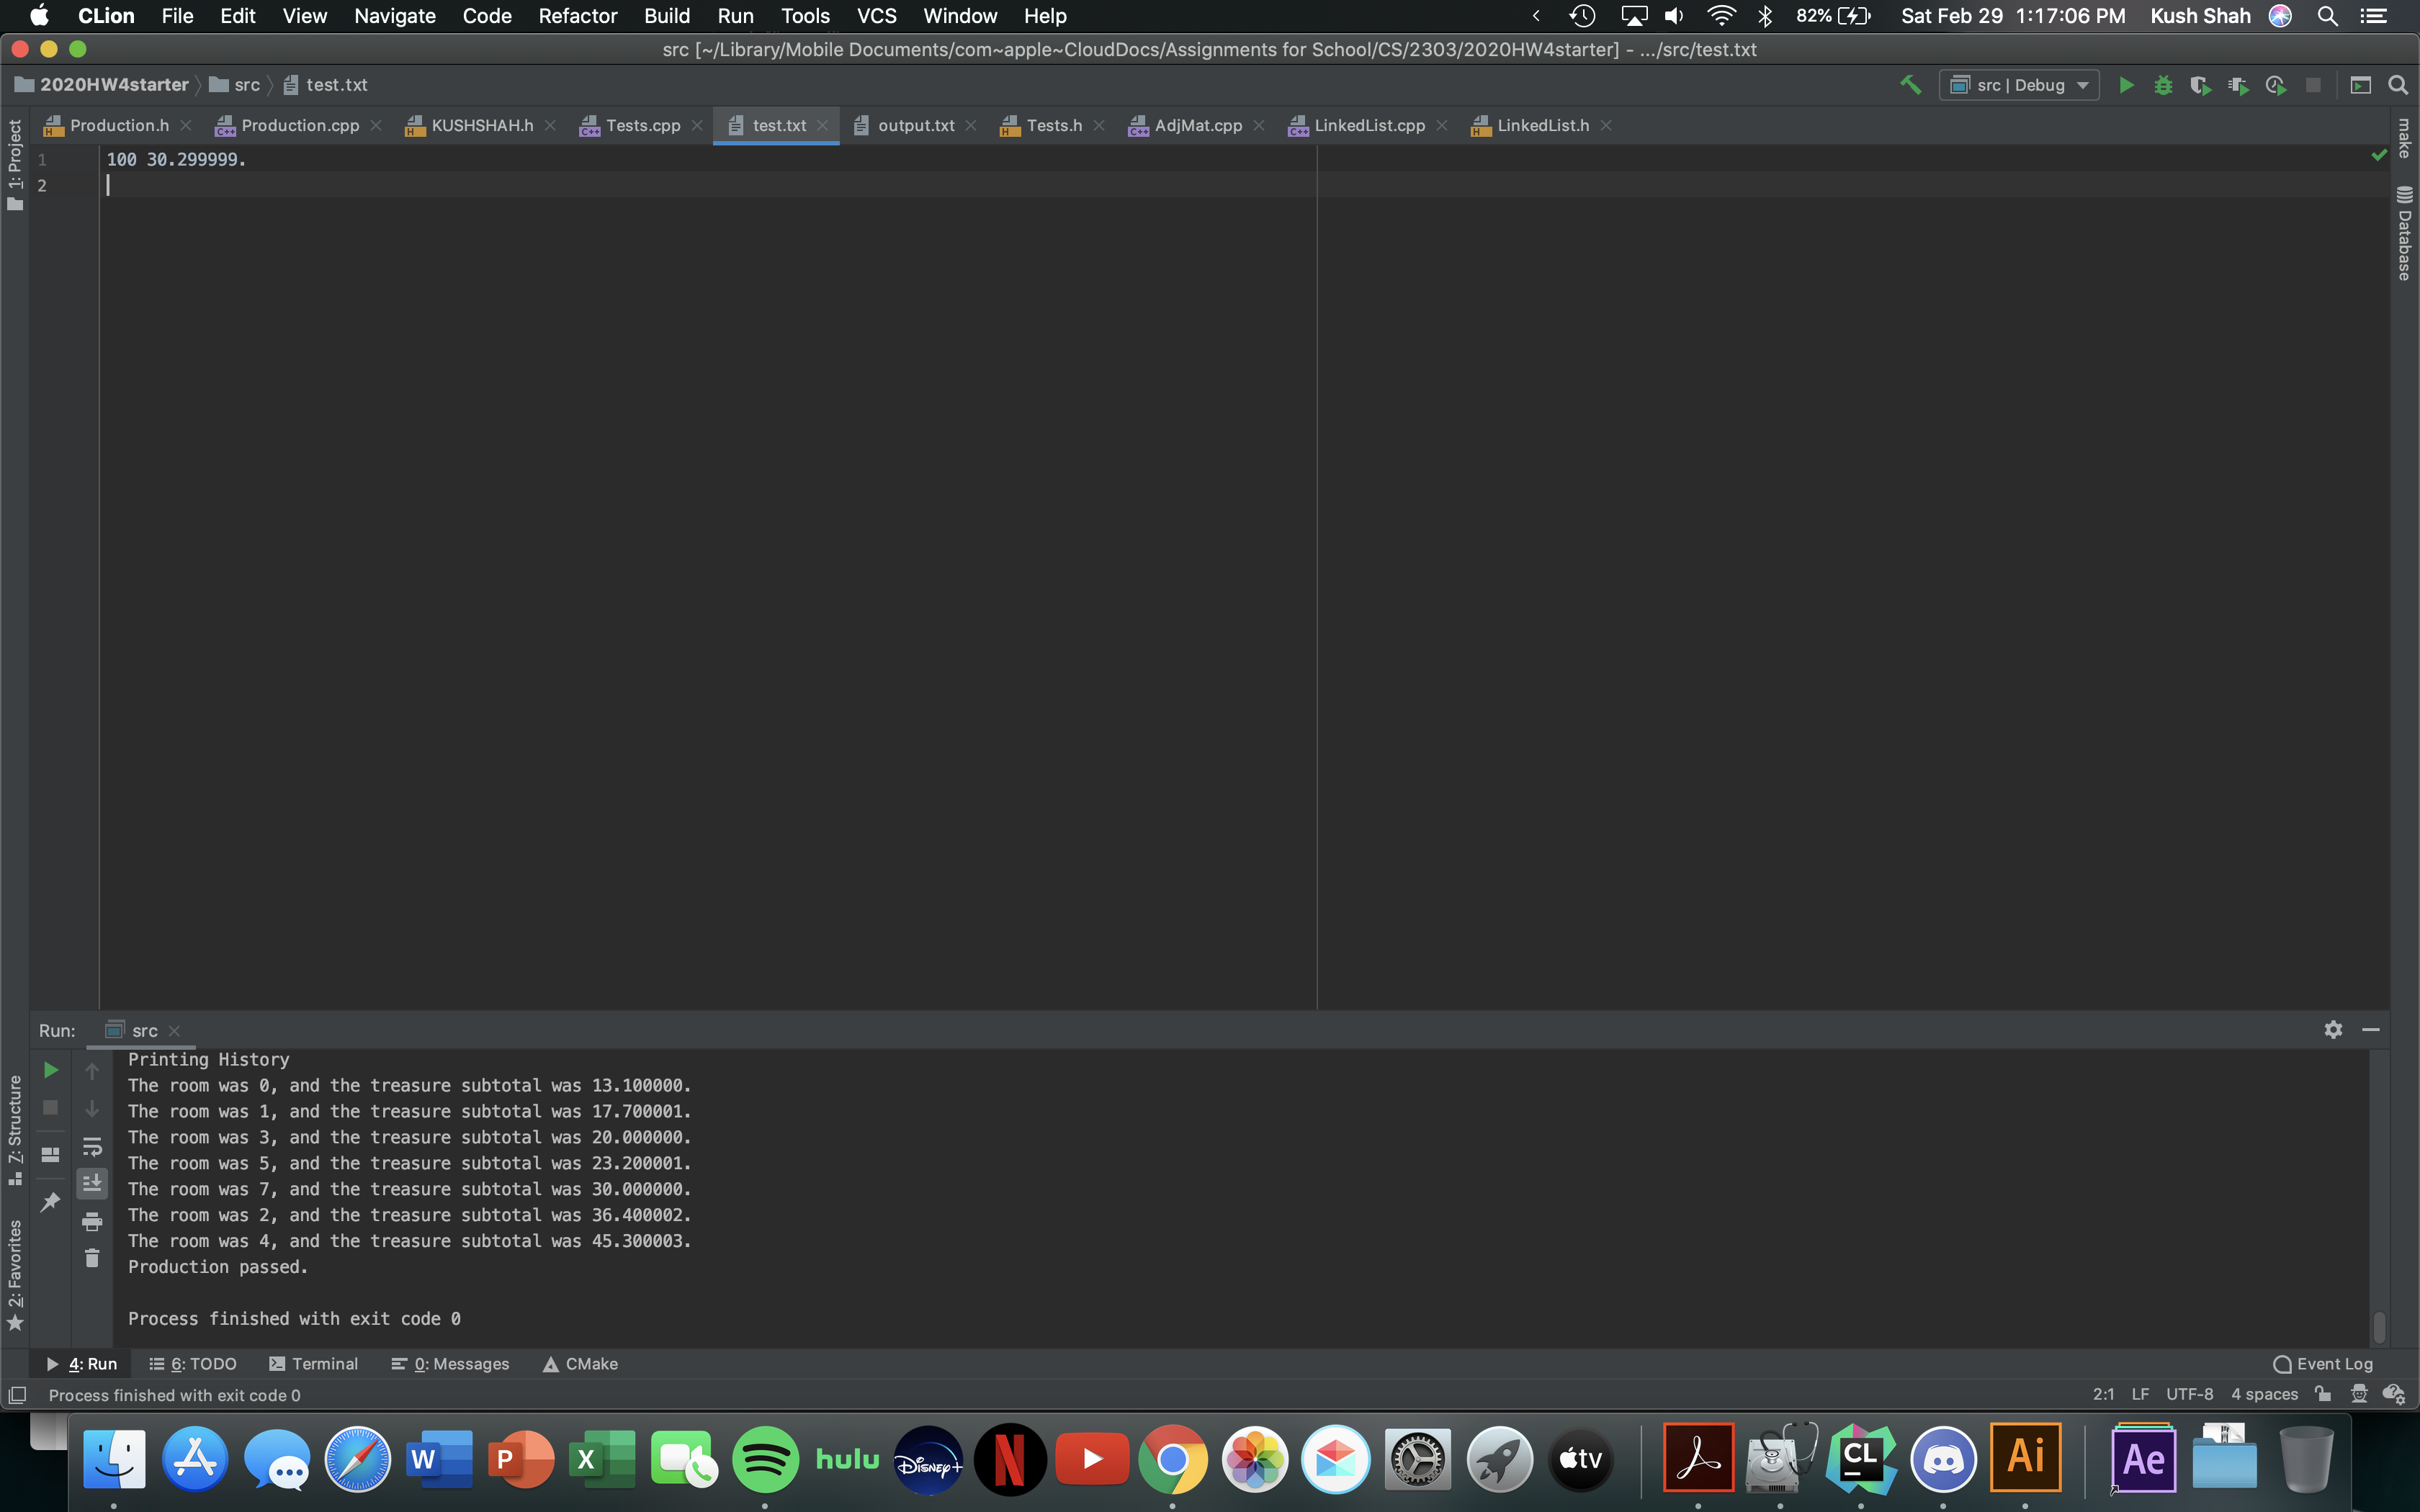 CLion File Edit View Navigate Code Refactor Build Run Tools VCS Window Help 82% Sat Feb 29 1:17:06 PM Kush Shah
src [~/Library/Mobile Documents/com~apple~CloudDocs/Assignments for School/CS/2303/2020HW4starter] - .../src/test.txt
2020HW4starter src test.txt src | Debug
Production.h Production.cpp KUSHSHAH.h Tests.cpp test.txt output.txt Tests.h AdjMat.cpp LinkedList.cpp LinkedList.h
1: Project
make
Database
1 100 30.299999.
2
Run: src
Z: Structure
2: Favorites
Printing History
The room was 0, and the treasure subtotal was 13.100000.
The room was 1, and the treasure subtotal was 17.700001.
The room was 3, and the treasure subtotal was 20.000000.
The room was 5, and the treasure subtotal was 23.200001.
The room was 7, and the treasure subtotal was 30.000000.
The room was 2, and the treasure subtotal was 36.400002.
The room was 4, and the treasure subtotal was 45.300003.
Production passed.
Process finished with exit code 0
4: Run 6: TODO Terminal 0: Messages CMake Event Log
Process finished with exit code 0 2:1 LF UTF-8 4 spaces
W P X hulu Disney+ N tv CL Ai Ae